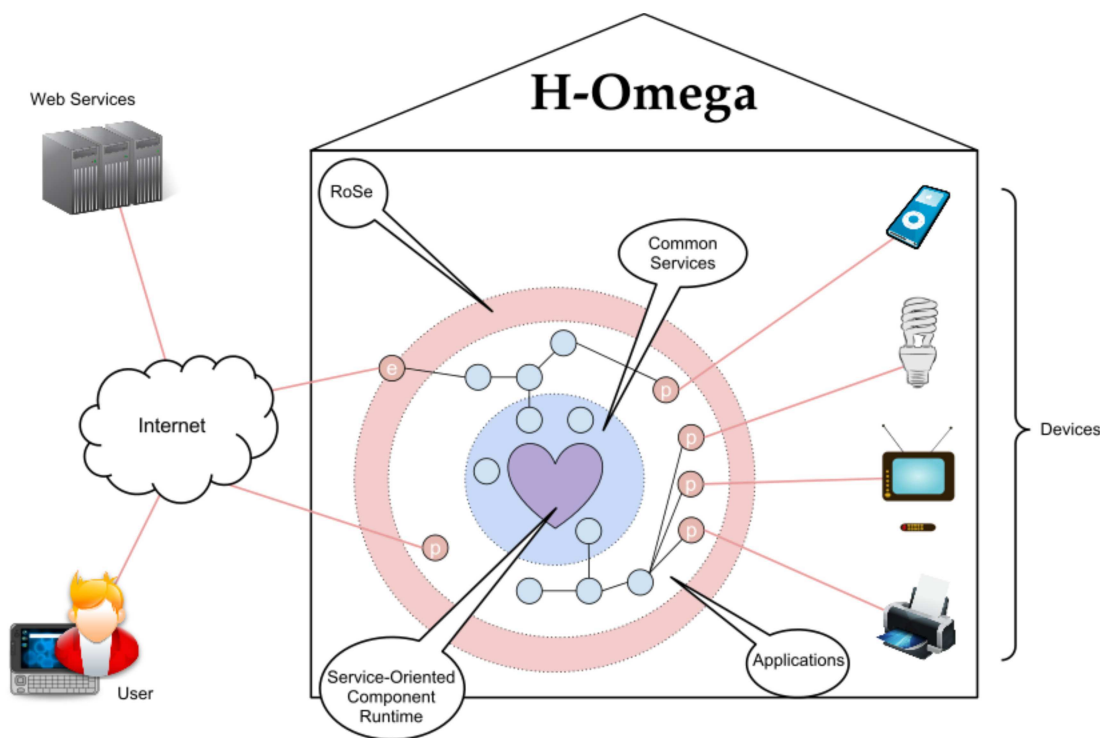 H-Omega
Web Services
RoSe
Common
Services
e
p
p
Internet
p
Devices
p
p
Applications
Service-Oriented
Component
Runtime
User